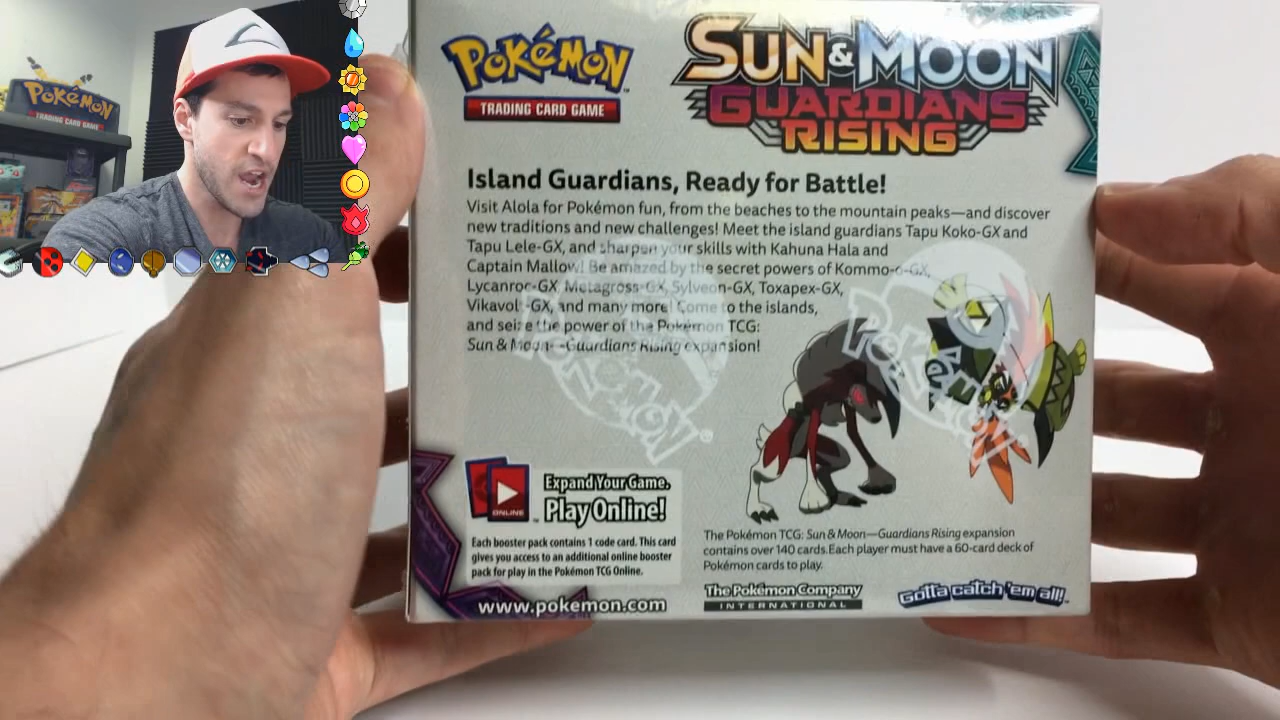 POKÉMON
TRADING CARD GAME
Pokémon
TRADING CARD GAME
SUN & MOON
GUARDIANS
RISING
Island Guardians, Ready for Battle!
Visit Alola for Pokémon fun, from the beaches to the mountain peaks—and discover
new traditions and new challenges! Meet the island guardians Tapu Koko-GX and
Tapu Lele-GX, and sharpen your skills with Kahuna Hala and
Captain Mallow! Be amazed by the secret powers of Kommo-o-GX,
Lycanroc-GX, Metagross-GX, Sylveon-GX, Toxapex-GX,
Vikavolt-GX, and many more! Come to the islands,
and seize the power of the Pokémon TCG:
Sun & Moon—Guardians Rising expansion!
Pokémon
Pokémon
ONLINE
Expand Your Game.
Play Online!
Each booster pack contains 1 code card. This card
gives you access to an additional online booster
pack for play in the Pokémon TCG Online.
www.pokemon.com
The Pokémon TCG: Sun & Moon—Guardians Rising expansion
contains over 140 cards. Each player must have a 60-card deck of
Pokémon cards to play.
The Pokémon Company
INTERNATIONAL
Gotta catch 'em all!